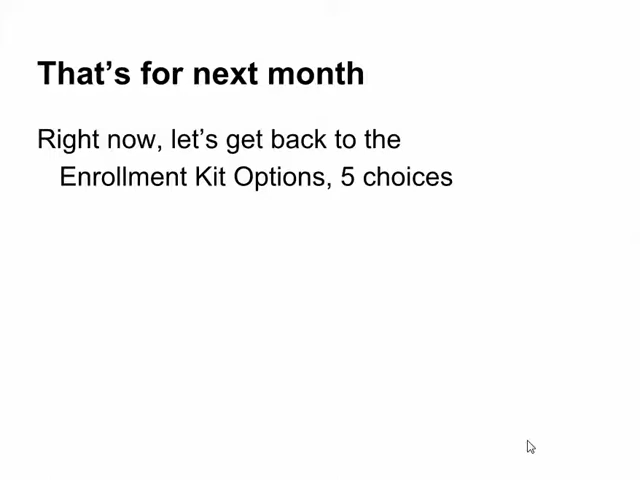 That’s for next month
Right now, let’s get back to the
Enrollment Kit Options, 5 choices